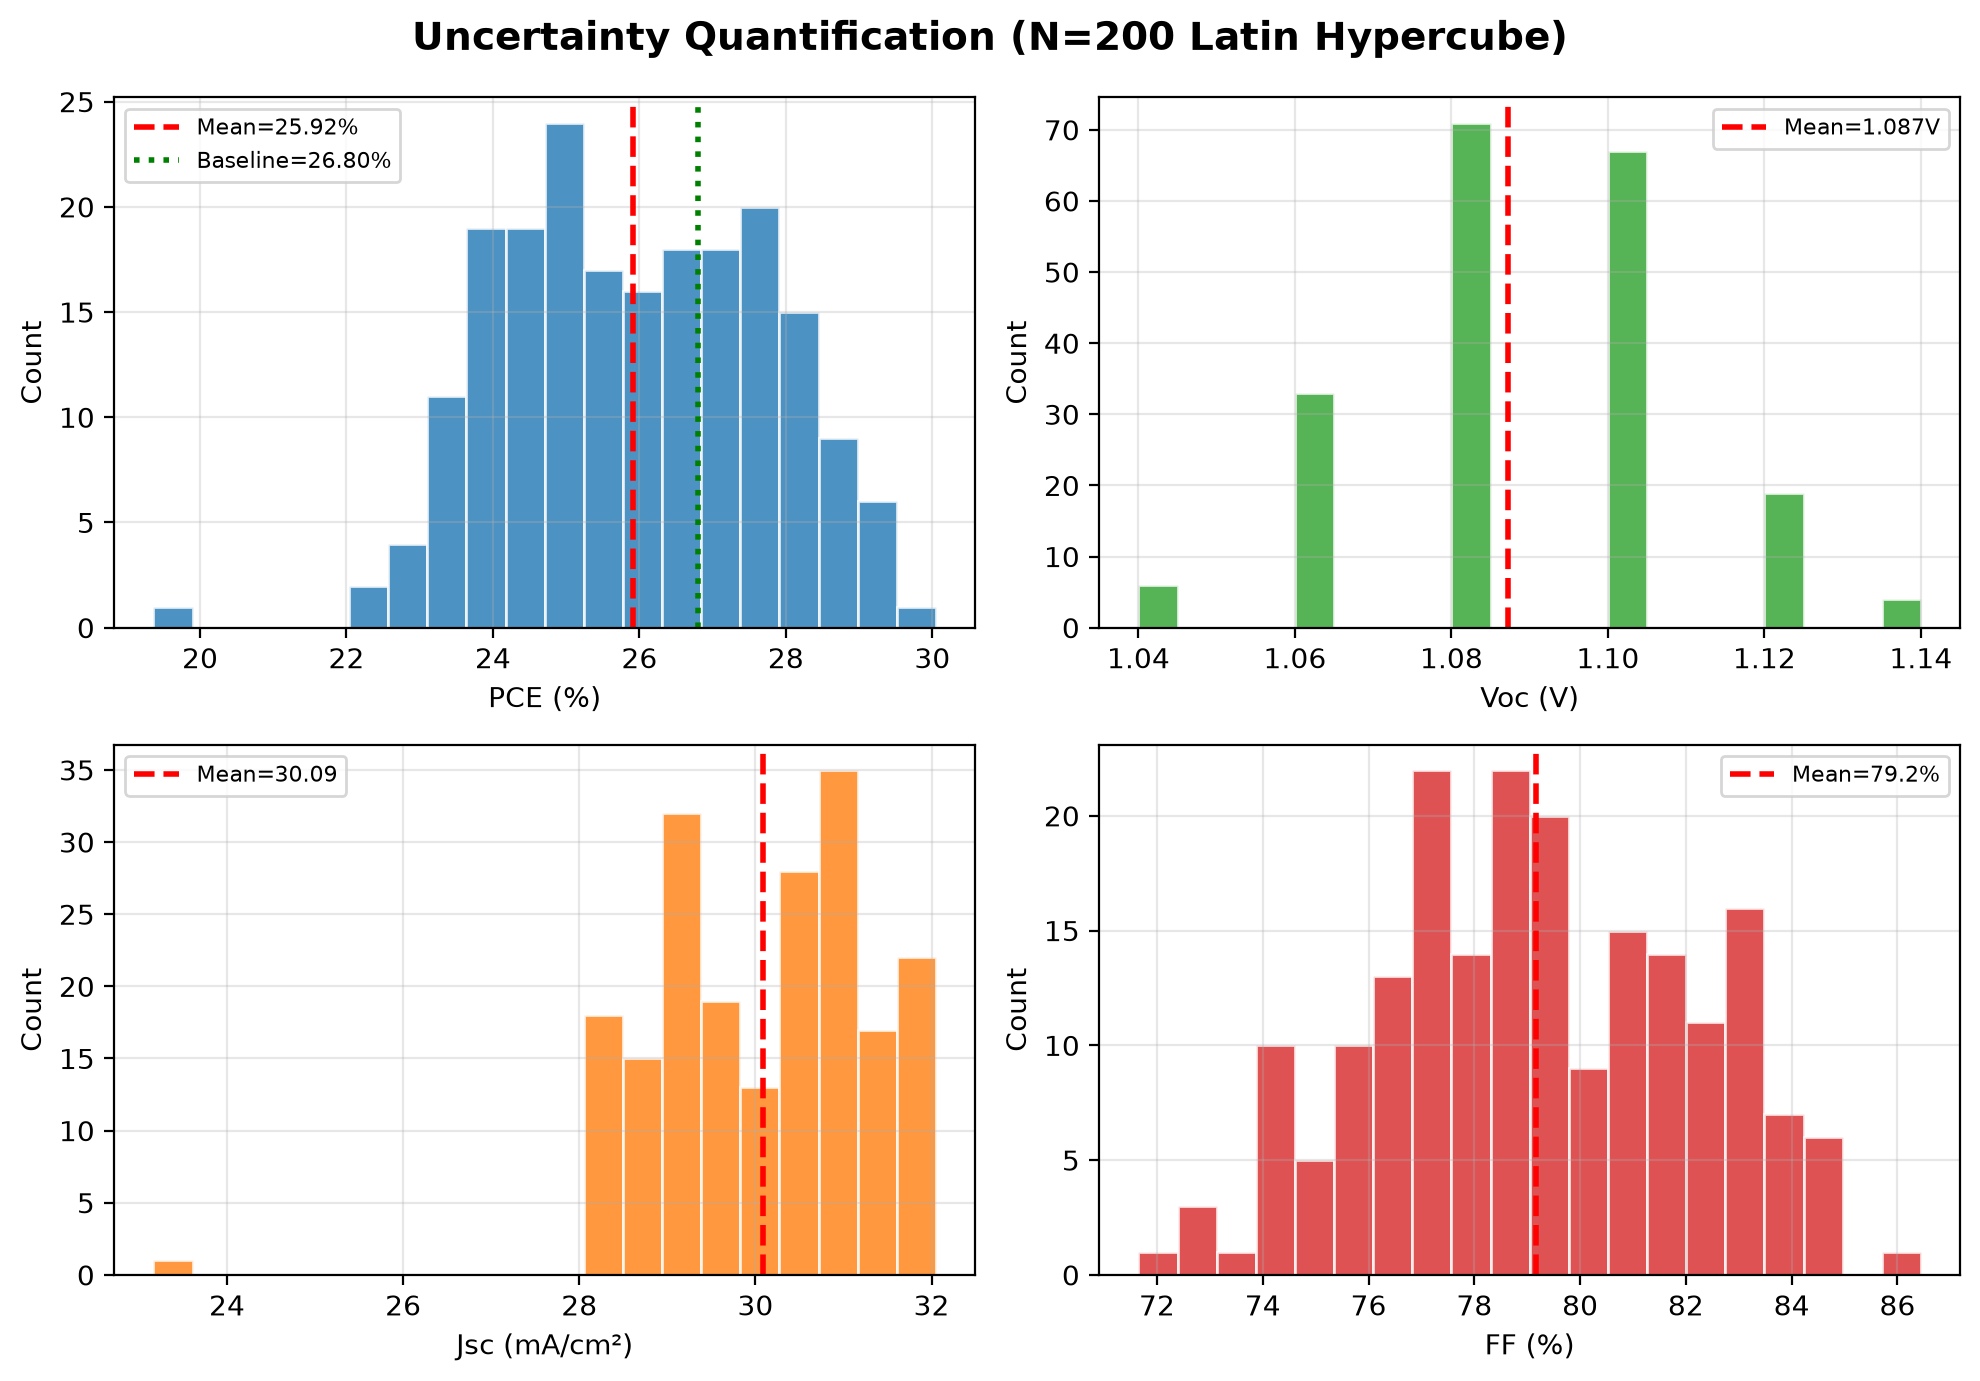 Uncertainty Quantification (N=200 Latin Hypercube)
Mean=25.92%
Baseline=26.80%
25
20
15
10
5
0
Count
20 22 24 26 28 30
PCE (%)
Mean=1.087V
70
60
50
40
30
20
10
0
Count
1.04 1.06 1.08 1.10 1.12 1.14
Voc (V)
Mean=30.09
35
30
25
20
15
10
5
0
Count
24 26 28 30 32
Jsc (mA/cm²)
Mean=79.2%
20
15
10
5
0
Count
72 74 76 78 80 82 84 86
FF (%)